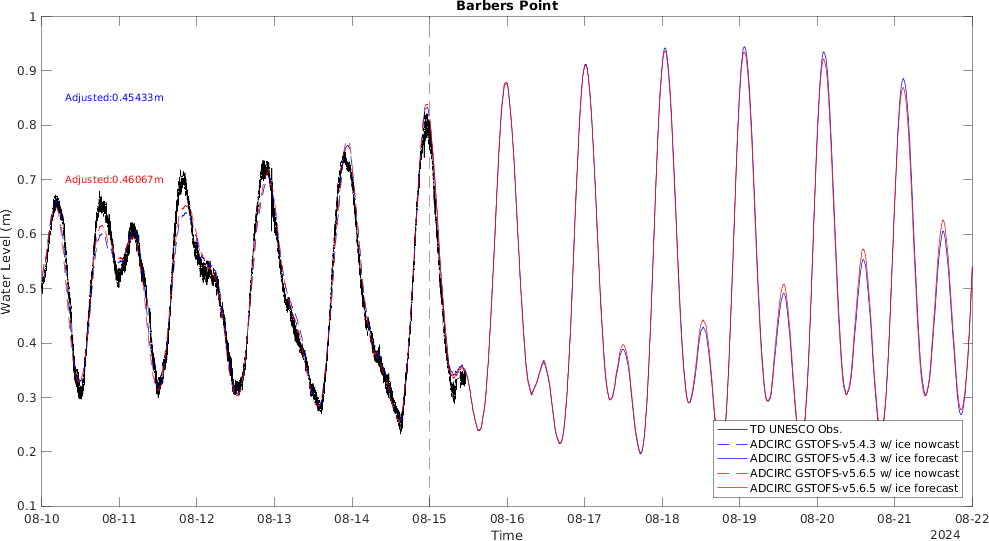 Barbers Point
1
0.9
0.8
0.7
0.6
0.5
0.4
0.3
0.2
0.1
Water Level (m)
Adjusted:0.45433m
Adjusted:0.46067m
TD UNESCO Obs.
ADCIRC GSTOFS-v5.4.3 w/ ice nowcast
ADCIRC GSTOFS-v5.4.3 w/ ice forecast
ADCIRC GSTOFS-v5.6.5 w/ ice nowcast
ADCIRC GSTOFS-v5.6.5 w/ ice forecast
08-10 08-11 08-12 08-13 08-14 08-15 08-16 08-17 08-18 08-19 08-20 08-21 08-22
Time
2024